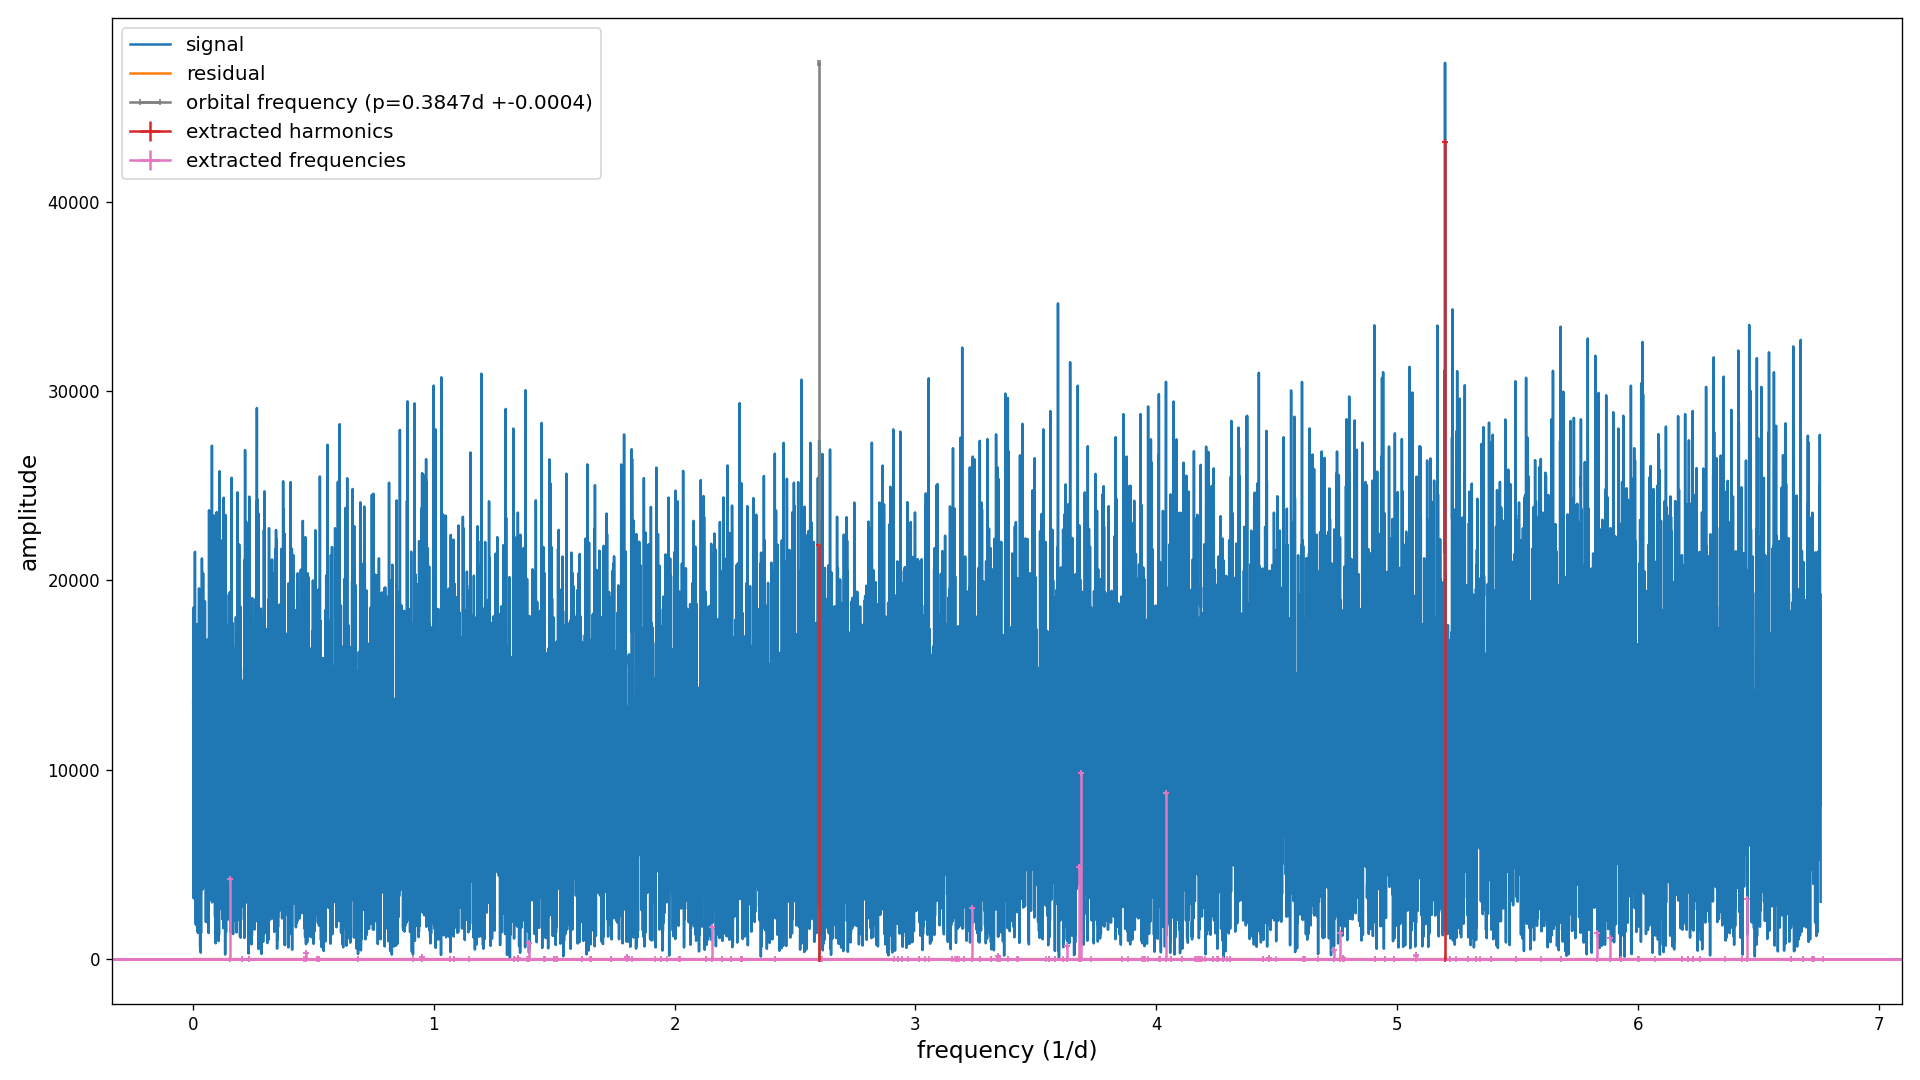 signal
residual
orbital frequency (p=0.3847d +-0.0004)
extracted harmonics
extracted frequencies
amplitude
40000
30000
20000
10000
0
0 1 2 3 4 5 6 7
frequency (1/d)